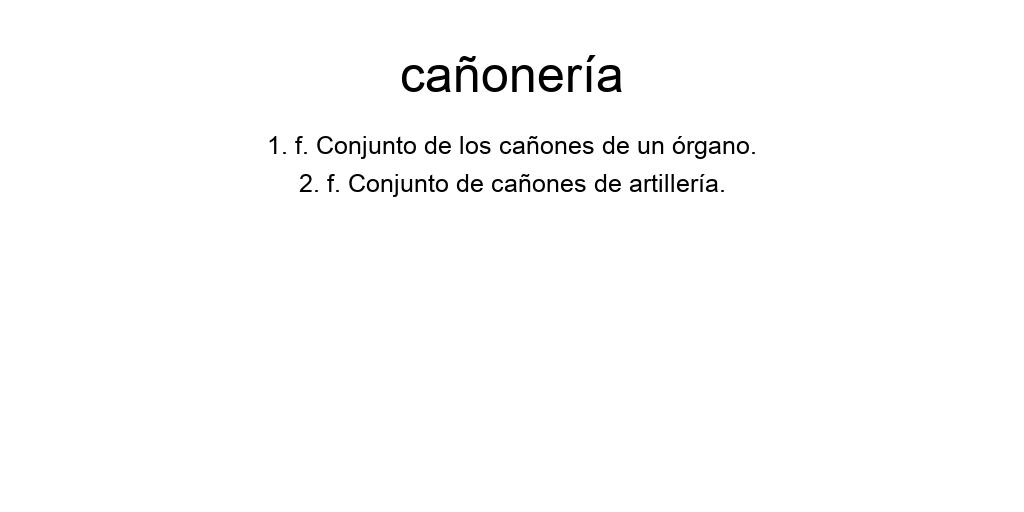 cañonería
1. f. Conjunto de los cañones de un órgano.
2. f. Conjunto de cañones de artillería.